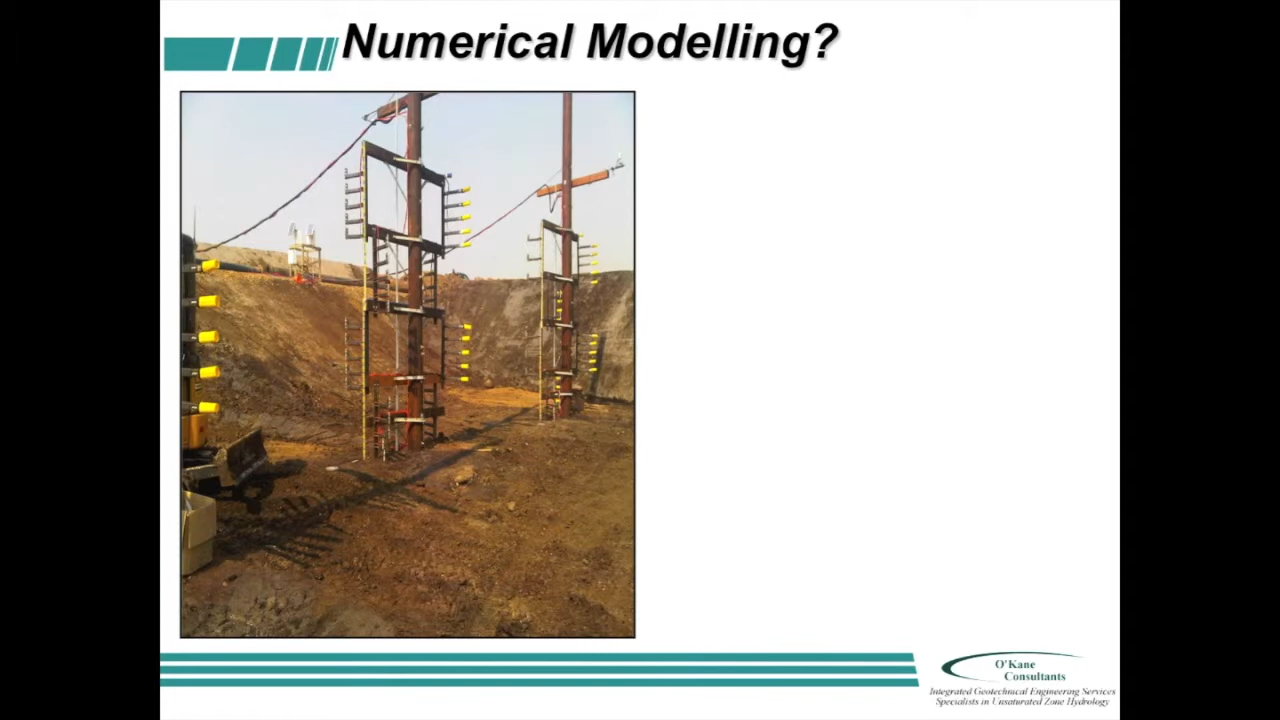 Numerical Modelling?
O'Kane
Consultants
Integrated Geotechnical Engineering Services
Specialists in Unsaturated Zone Hydrology